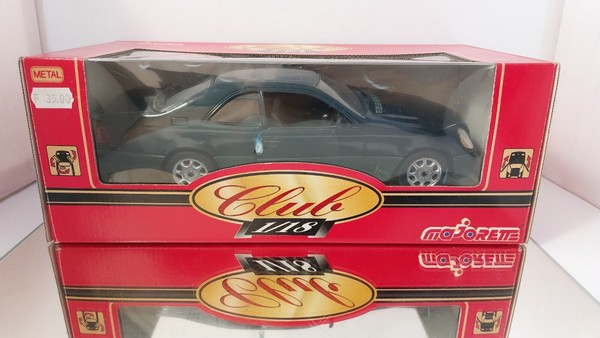 METAL
F 35,00
Club
1/18
MAJORETTE